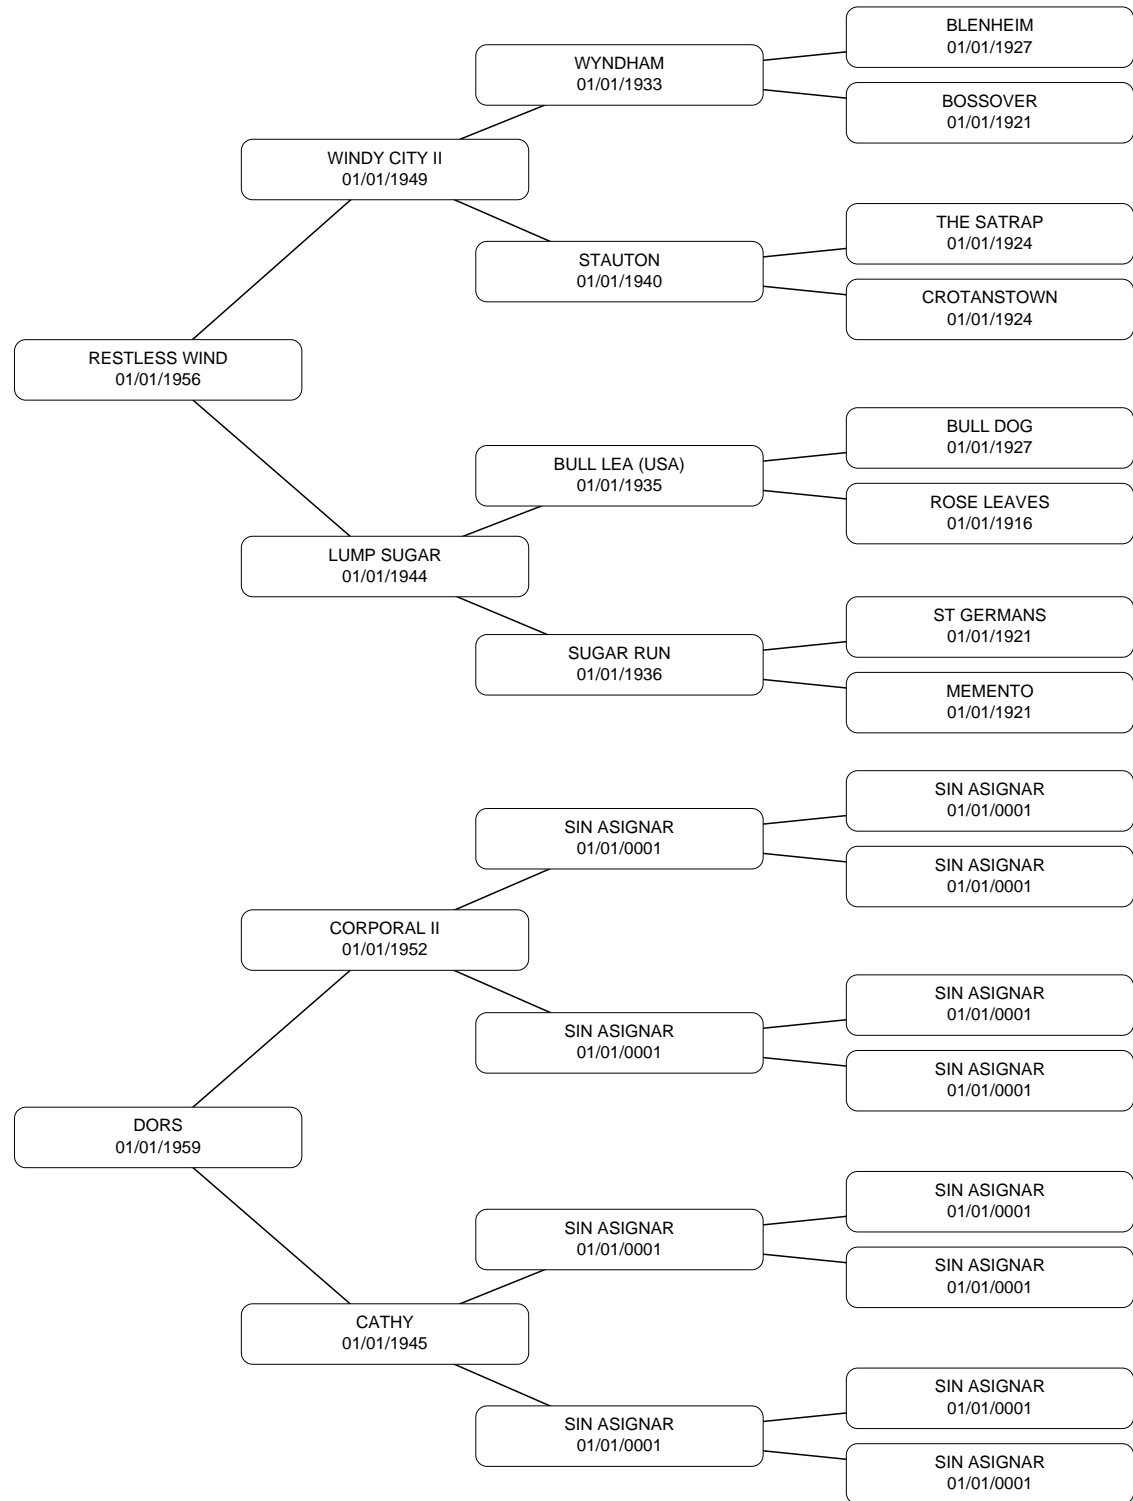 BLENHEIM
01/01/1927
WYNDHAM
01/01/1933
BOSSOVER
01/01/1921
WINDY CITY II
01/01/1949
THE SATRAP
01/01/1924
STAUTON
01/01/1940
CROTANSTOWN
01/01/1924
RESTLESS WIND
01/01/1956
BULL DOG
01/01/1927
BULL LEA (USA)
01/01/1935
ROSE LEAVES
01/01/1916
LUMP SUGAR
01/01/1944
ST GERMANS
01/01/1921
SUGAR RUN
01/01/1936
MEMENTO
01/01/1921
SIN ASIGNAR
01/01/0001
SIN ASIGNAR
01/01/0001
SIN ASIGNAR
01/01/0001
CORPORAL II
01/01/1952
SIN ASIGNAR
01/01/0001
SIN ASIGNAR
01/01/0001
SIN ASIGNAR
01/01/0001
DORS
01/01/1959
SIN ASIGNAR
01/01/0001
SIN ASIGNAR
01/01/0001
SIN ASIGNAR
01/01/0001
CATHY
01/01/1945
SIN ASIGNAR
01/01/0001
SIN ASIGNAR
01/01/0001
SIN ASIGNAR
01/01/0001